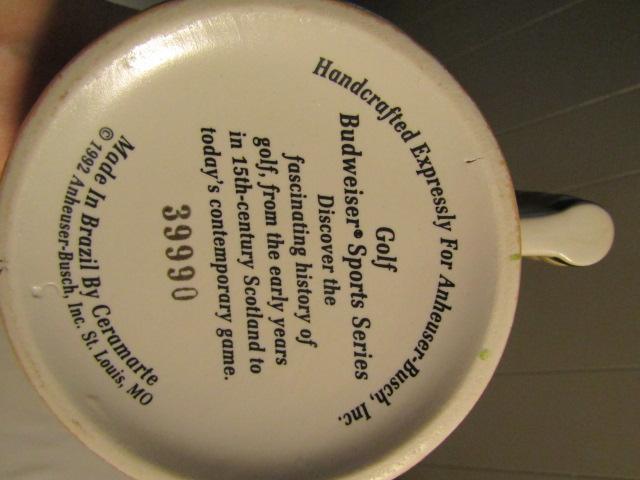 Handcrafted Expressly For Anheuser-Busch, Inc.
Golf
Budweiser® Sports Series
Discover the
fascinating history of
golf, from the early years
in 15th-century Scotland to
today's contemporary game.
39990
Made In Brazil By Ceramarte
© 1992 Anheuser-Busch, Inc. St. Louis, MO